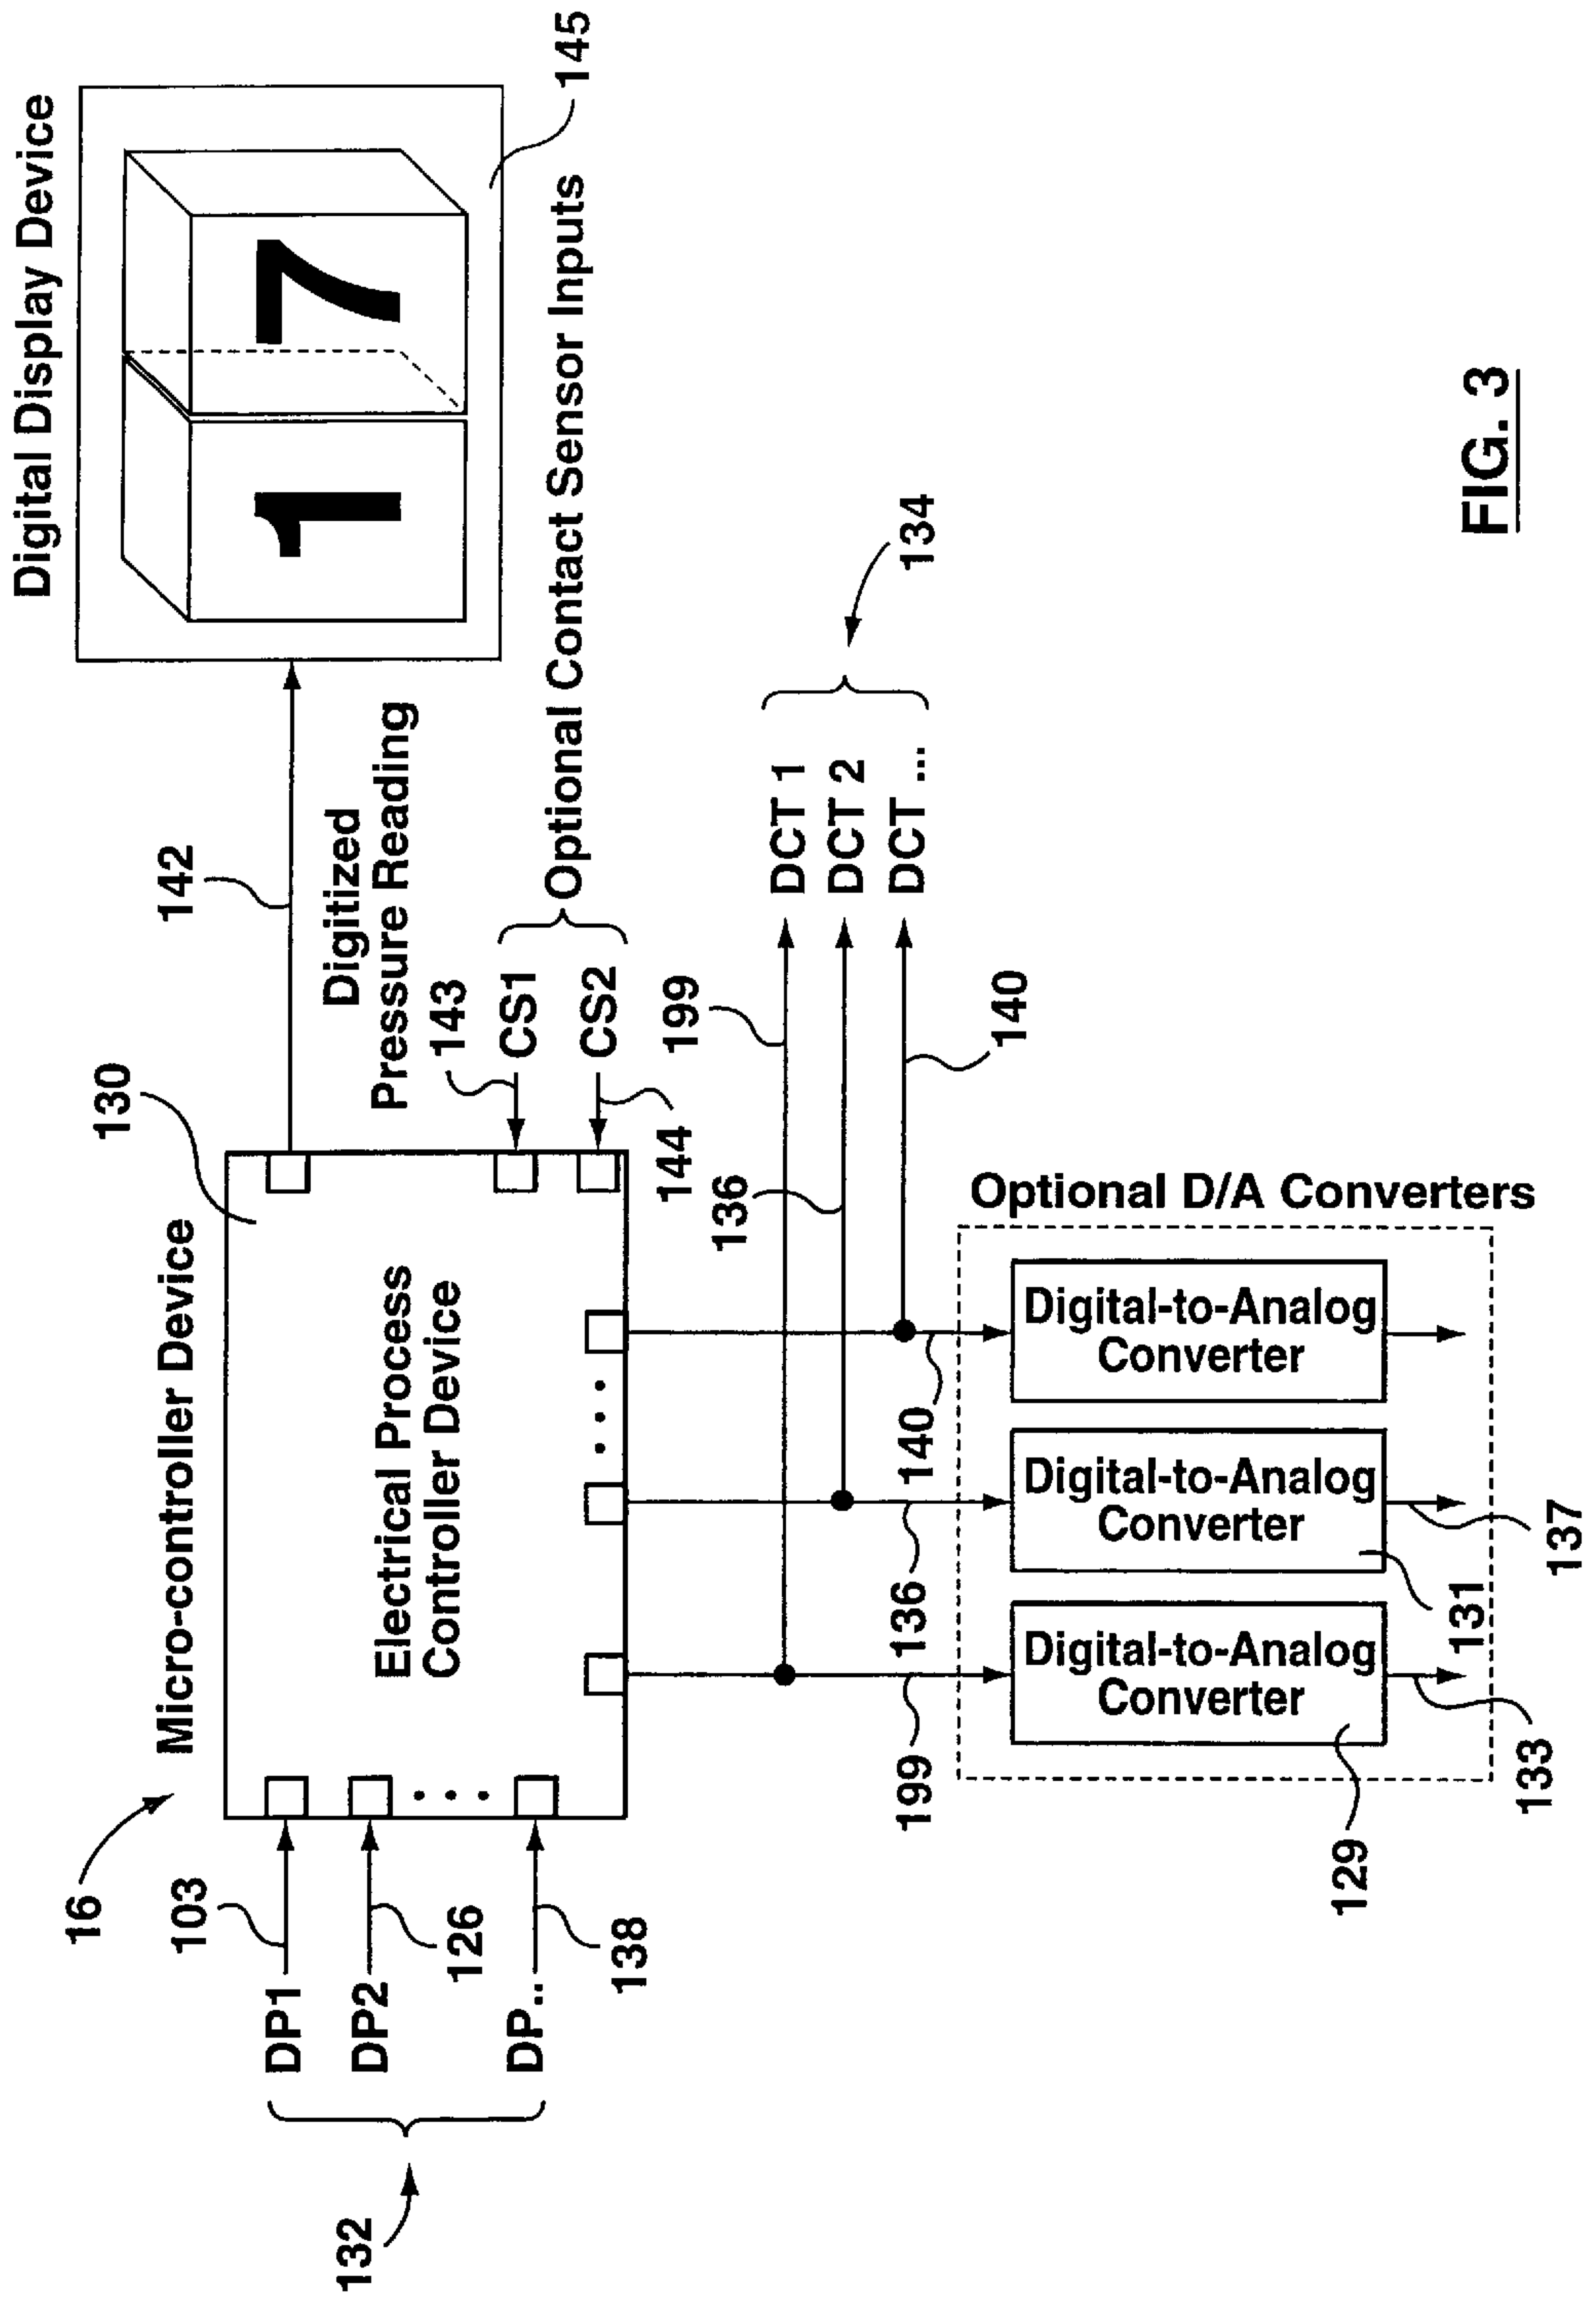 Digital Display Device
1 7
145
142
Digitized
Pressure Reading
Micro-controller Device
130
16
Electrical Process
Controller Device
103
DP1
126
DP2
138
DP..
132
143
CS1
CS2
144
Optional Contact Sensor Inputs
199
136
140
DCT 1
DCT 2
DCT ...
134
199
136
140
Optional D/A Converters
Digital-to-Analog
Converter
Digital-to-Analog
Converter
Digital-to-Analog
Converter
129
131
133
137
FIG. 3